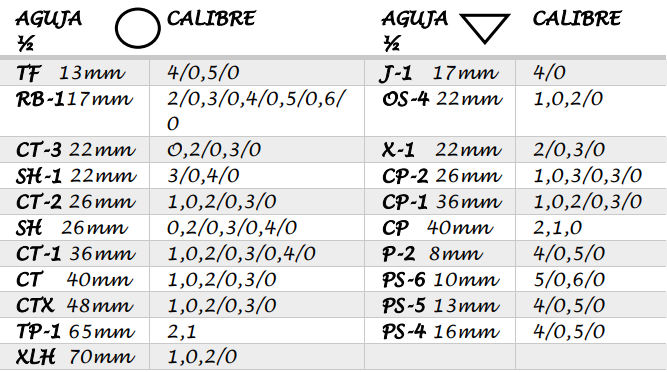 AGUJA CALIBRE AGUJA CALIBRE
½ ½
TF 13mm 4/0,5/0 J-1 17mm 4/0
RB-117mm 2/0,3/0,4/0,5/0,6/ OS-4 22mm 1,0,2/0
0
CT-3 22mm 0,2/0,3/0 X-1 22mm 2/0,3/0
SH-1 22mm 3/0,4/0 CP-2 26mm 1,0,3/0,3/0
CT-2 26mm 1,0,2/0,3/0 CP-1 36mm 1,0,2/0,3/0
SH 26mm 0,2/0,3/0,4/0 CP 40mm 2,1,0
CT-1 36mm 1,0,2/0,3/0,4/0 P-2 8mm 4/0,5/0
CT 40mm 1,0,2/0,3/0 PS-6 10mm 5/0,6/0
CTX 48mm 1,0,2/0,3/0 PS-5 13mm 4/0,5/0
TP-1 65mm 2,1 PS-4 16mm 4/0,5/0
XLH 70mm 1,0,2/0